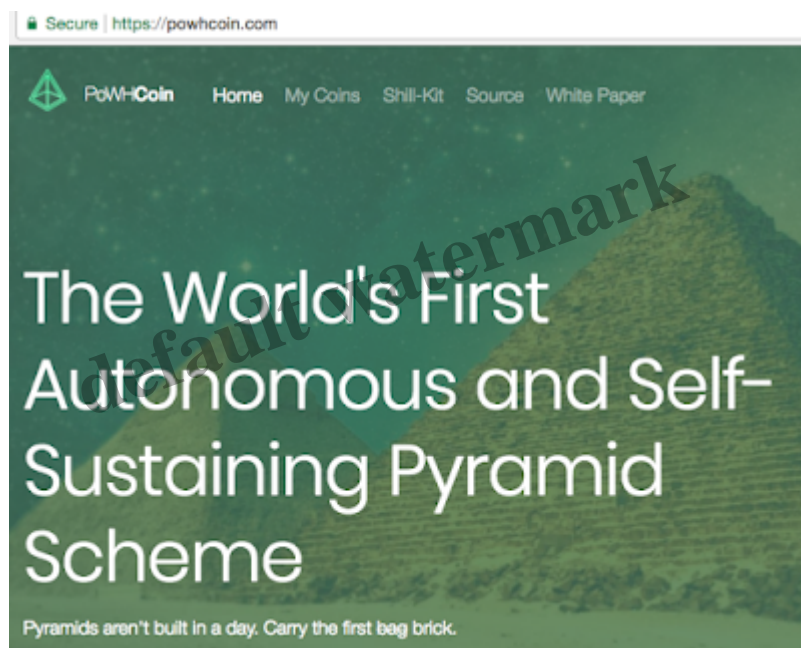 Secure | https://powhcoin.com
PoWHCoin Home My Coins Shill-Kit Source White Paper
default watermark
The World's First
Autonomous and Self-
Sustaining Pyramid
Scheme
Pyramids aren't built in a day. Carry the first bag brick.